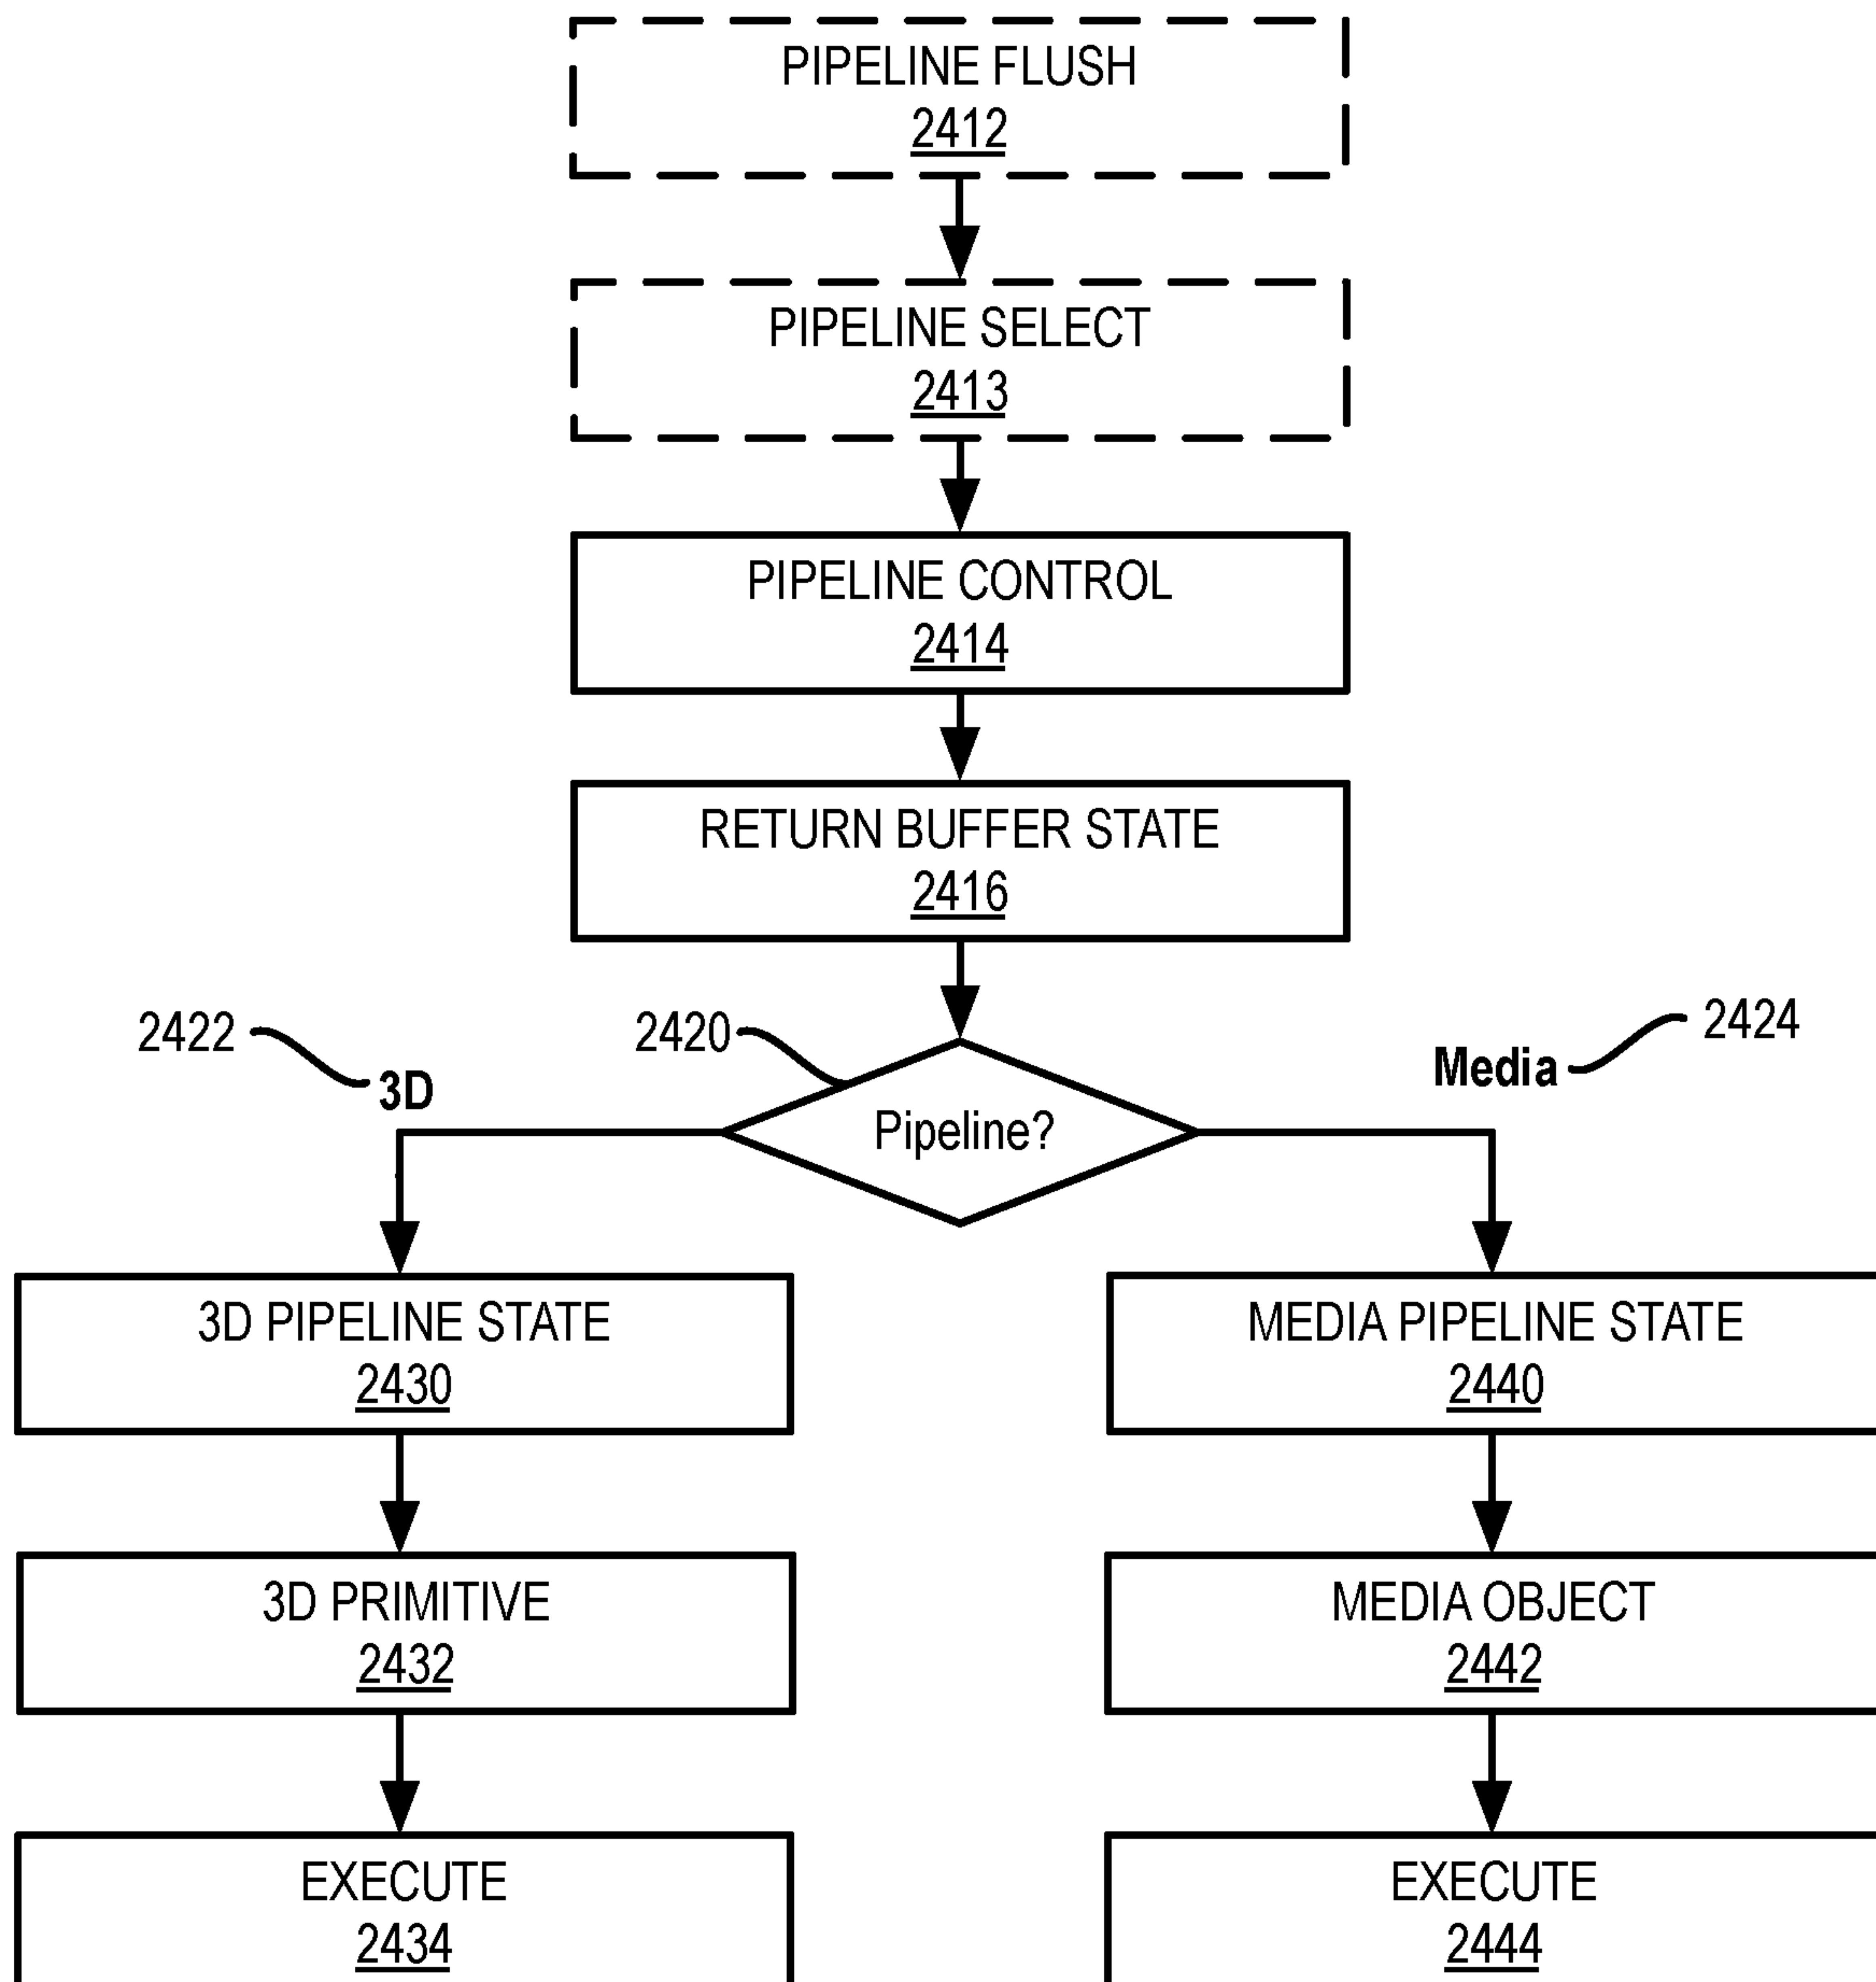 PIPELINE FLUSH
2412
PIPELINE SELECT
2413
PIPELINE CONTROL
2414
RETURN BUFFER STATE
2416
2422
2420
2424
3D
Media
Pipeline?
3D PIPELINE STATE
2430
MEDIA PIPELINE STATE
2440
3D PRIMITIVE
2432
MEDIA OBJECT
2442
EXECUTE
2434
EXECUTE
2444